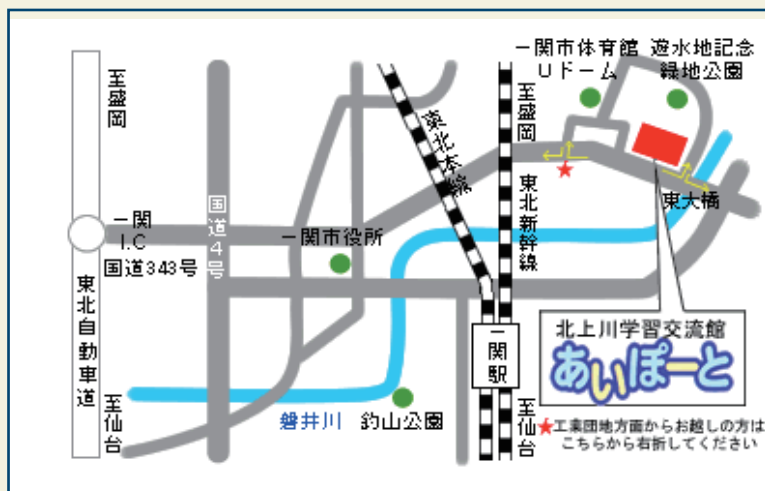 一関市体育館
Uドーム
遊水地記念
緑地公園
至盛岡
至盛岡
東北本線
東北新幹線
東大橋
国道4号
一関
I.C
国道343号
一関市役所
東北自動車道
一関駅
北上川学習交流館
あいぽーと
至仙台
磐井川
釣山公園
至仙台
★工業団地方面からお越しの方は
こちらから右折してください